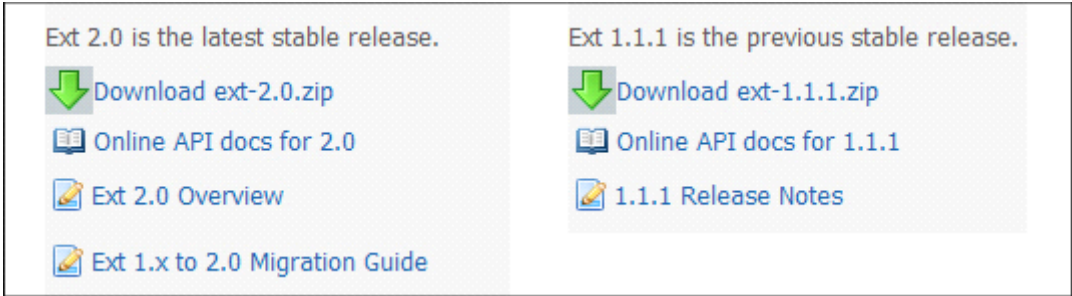 Ext 2.0 is the latest stable release.
Download ext-2.0.zip
Online API docs for 2.0
Ext 2.0 Overview
Ext 1.x to 2.0 Migration Guide
Ext 1.1.1 is the previous stable release.
Download ext-1.1.1.zip
Online API docs for 1.1.1
1.1.1 Release Notes